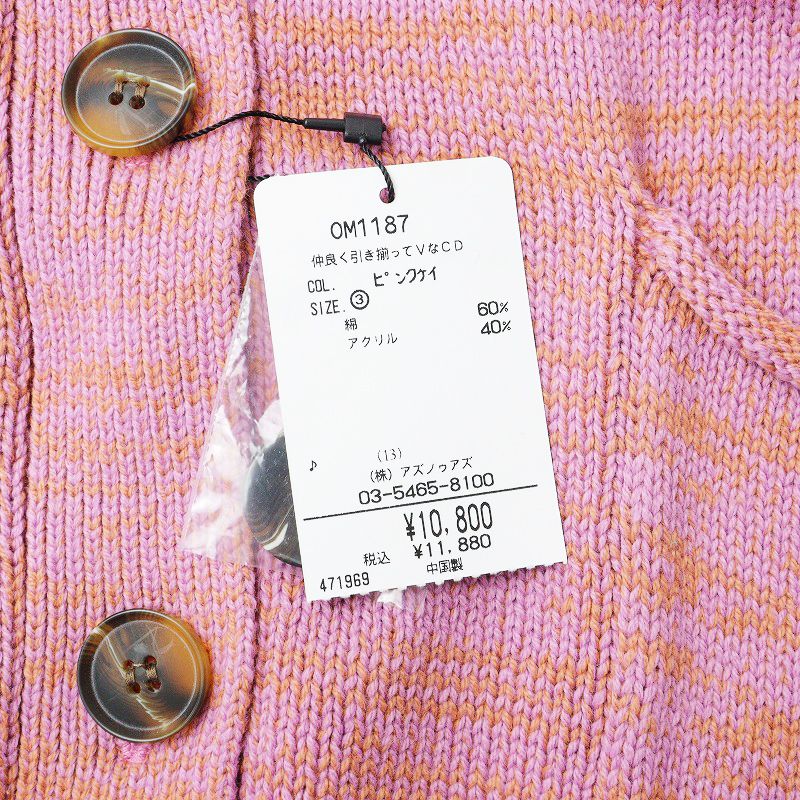 OM1187
仲良く引き揃ってVなCD
COL. ピンクケイ
SIZE. ③
綿 60%
アクリル 40%
♪ (13)
(株) アズノゥアズ
03-5465-8100
¥10,800
税込 ¥11,880
471969 中国製